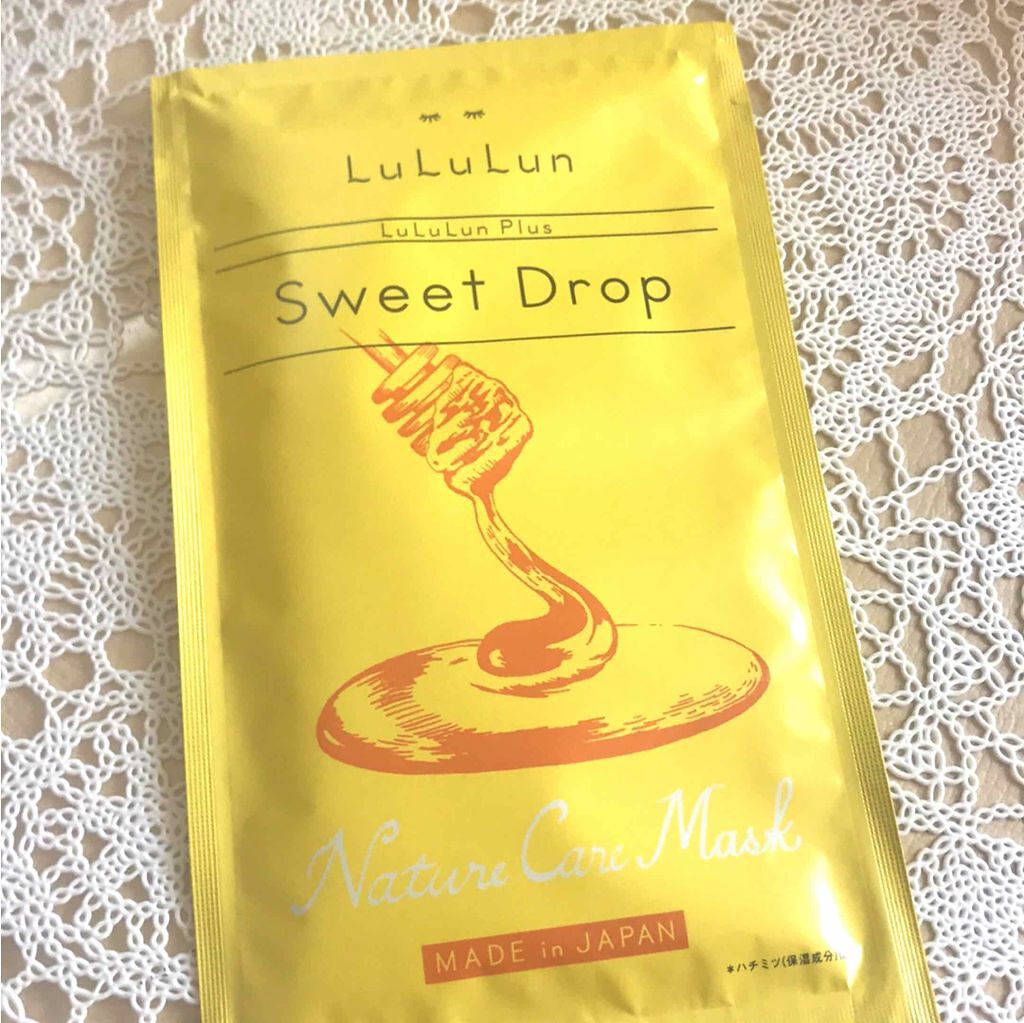 LuLuLun
LuLuLun Plus
Sweet Drop
Nature Care Mask
MADE in JAPAN
*ハチミツ(保湿成分)